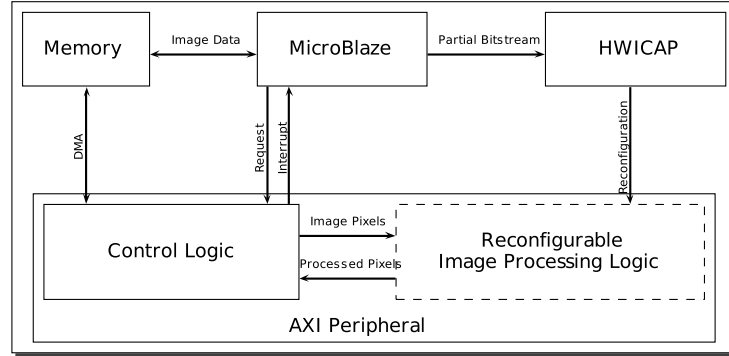 Memory
Image Data
MicroBlaze
Partial Bitstream
HWICAP
DMA
Request
Interrupt
Reconfiguration
Control Logic
Image Pixels
Processed Pixels
Reconfigurable
Image Processing Logic
AXI Peripheral